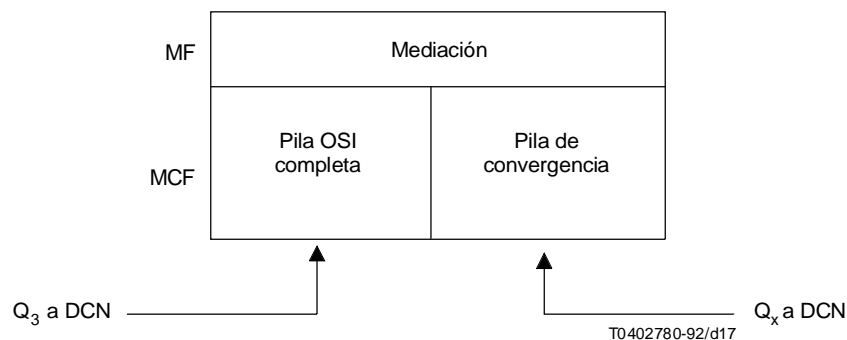 MF
Mediación
MCF
Pila OSI
completa
Pila de
convergencia
Q3 a DCN
Qx a DCN
T0402780-92/d17